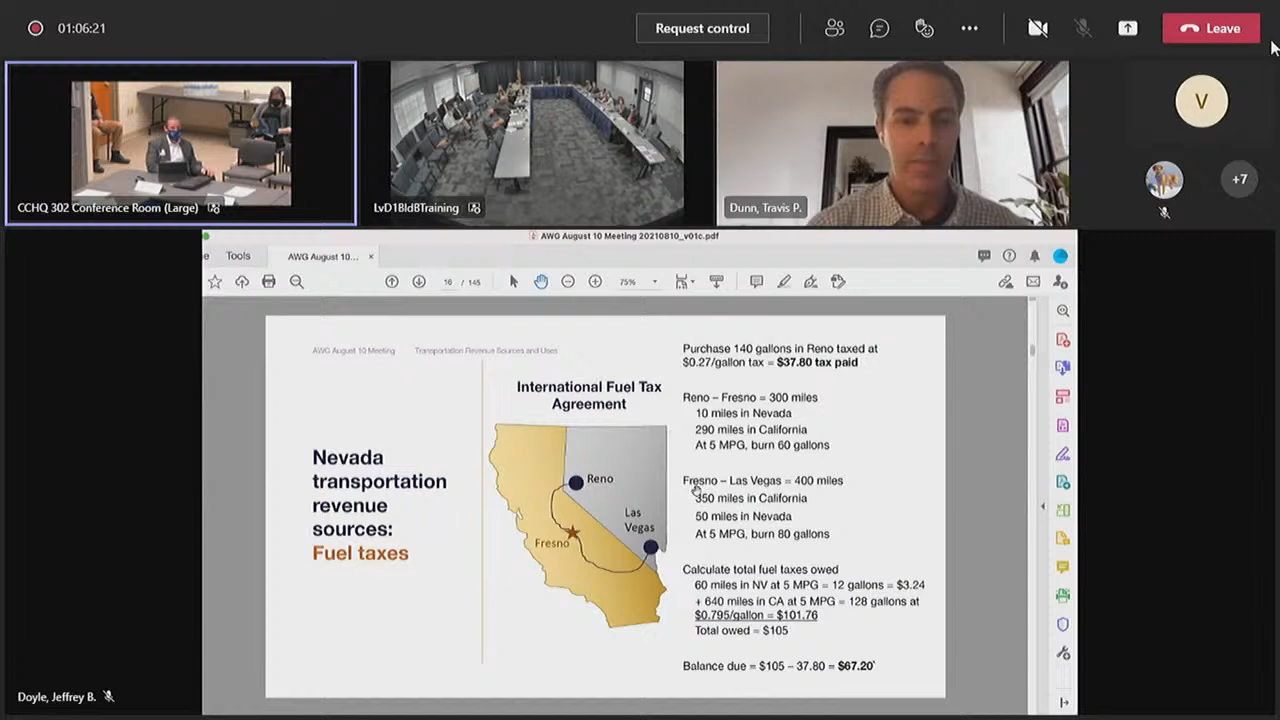 01:06:21
Request control
Leave
CCHQ 302 Conference Room (Large)
LvD1BldBTraining
Dunn, Travis P.
V
+7
AWG August 10 Meeting 20210810_v01c.pdf
e
Tools
AWG August 10...
×
16 / 145
75%
AWG August 10 Meeting
Transportation Revenue Sources and Uses
Nevada
transportation
revenue
sources:
Fuel taxes
International Fuel Tax
Agreement
Reno
Las
Vegas
Fresno
Purchase 140 gallons in Reno taxed at
$0.27/gallon tax = $37.80 tax paid
Reno – Fresno = 300 miles
10 miles in Nevada
290 miles in California
At 5 MPG, burn 60 gallons
Fresno – Las Vegas = 400 miles
350 miles in California
50 miles in Nevada
At 5 MPG, burn 80 gallons
Calculate total fuel taxes owed
60 miles in NV at 5 MPG = 12 gallons = $3.24
+ 640 miles in CA at 5 MPG = 128 gallons at
$0.795/gallon = $101.76
Total owed = $105
Balance due = $105 – 37.80 = $67.20`
Doyle, Jeffrey B.